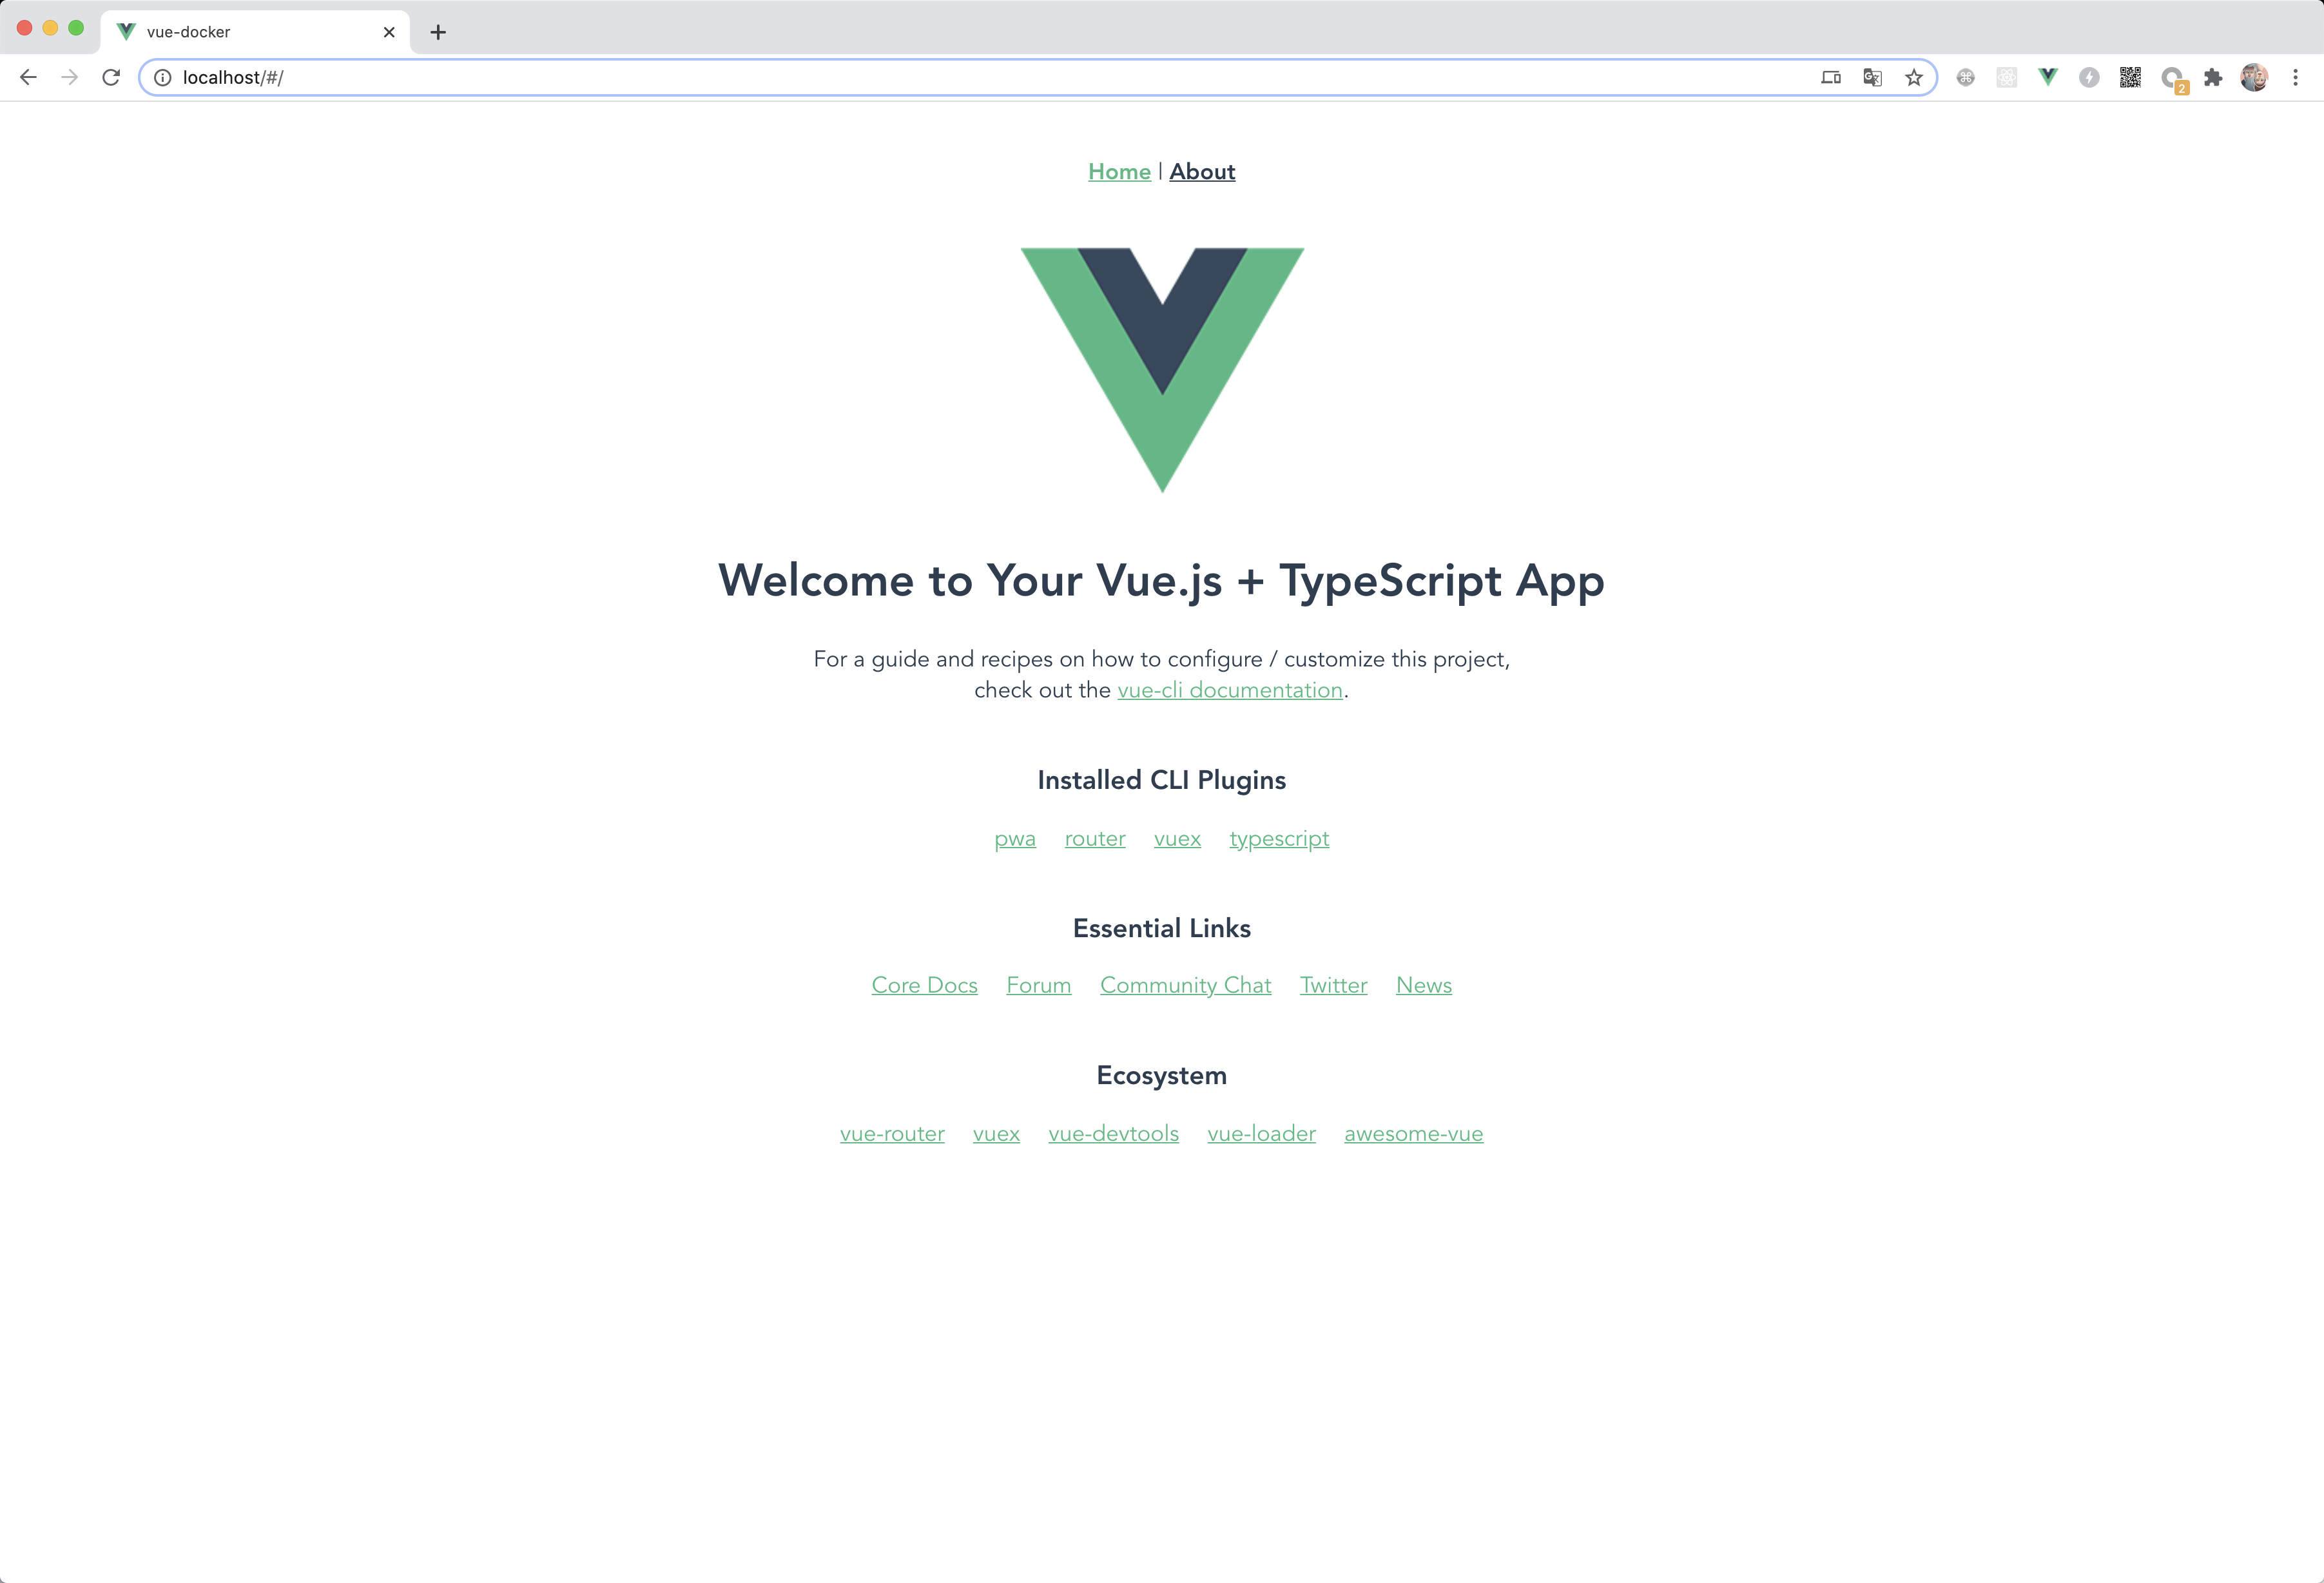 vue-docker
localhost/#/
2
Home | About
Welcome to Your Vue.js + TypeScript App
For a guide and recipes on how to configure / customize this project,
check out the vue-cli documentation.
Installed CLI Plugins
pwa router vuex typescript
Essential Links
Core Docs Forum Community Chat Twitter News
Ecosystem
vue-router vuex vue-devtools vue-loader awesome-vue